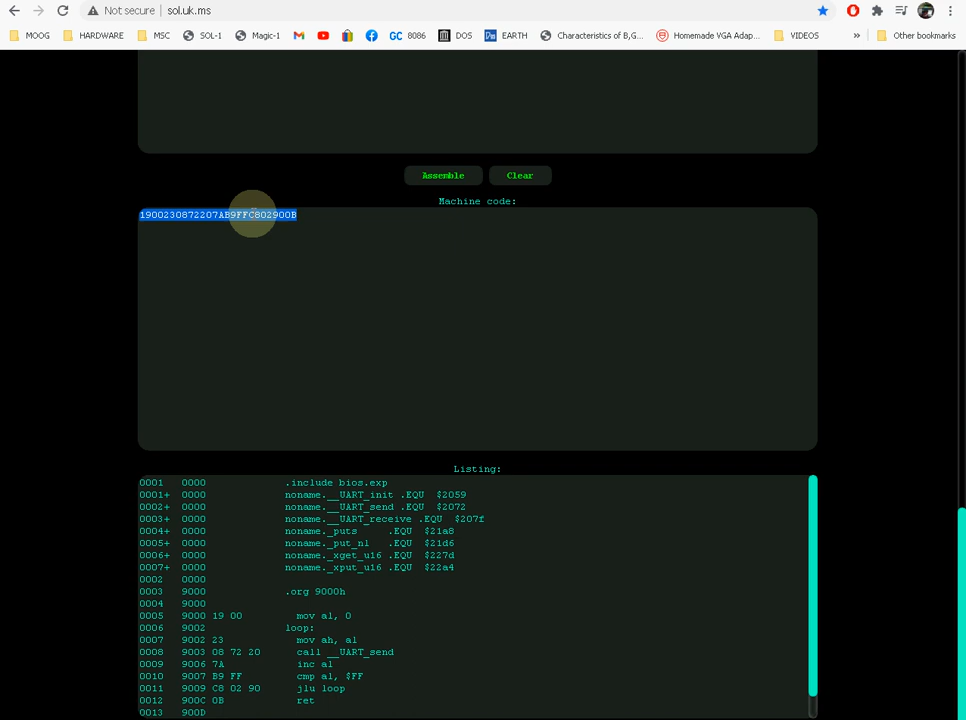 Not secure | sol.uk.ms
MOOG HARDWARE MSC SOL-1 Magic-1 GC 8086 DOS Dm EARTH Characteristics of B,G... Homemade VGA Adap... VIDEOS » Other bookmarks
Assemble Clear
Machine code:
1900230872207AB9FFC802900B
Listing:
0001 0000 .include bios.exp
0001+ 0000 noname.__UART_init .EQU $2059
0002+ 0000 noname.__UART_send .EQU $2072
0003+ 0000 noname.__UART_receive .EQU $207f
0004+ 0000 noname._puts .EQU $21a8
0005+ 0000 noname._put_nl .EQU $21d6
0006+ 0000 noname._xget_u16 .EQU $227d
0007+ 0000 noname._xput_u16 .EQU $22a4
0002 0000
0003 9000 .org 9000h
0004 9000
0005 9000 19 00 mov al, 0
0006 9002 loop:
0007 9002 23 mov ah, al
0008 9003 08 72 20 call __UART_send
0009 9006 7A inc al
0010 9007 B9 FF cmp al, $FF
0011 9009 C8 02 90 jlu loop
0012 900C 0B ret
0013 900D